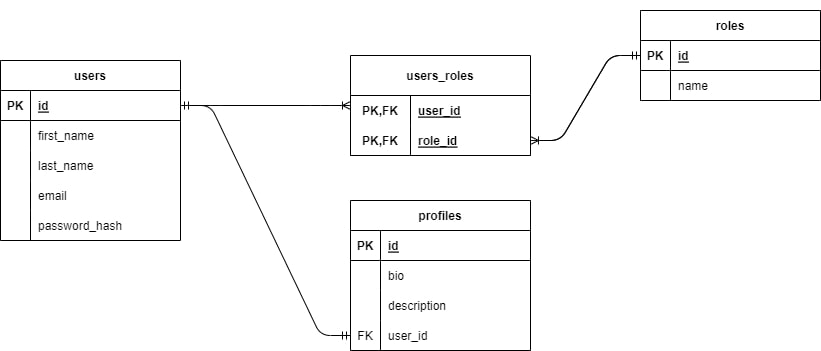 users
PK id
first_name
last_name
email
password_hash
users_roles
PK,FK user_id
PK,FK role_id
roles
PK id
name
profiles
PK id
bio
description
FK user_id